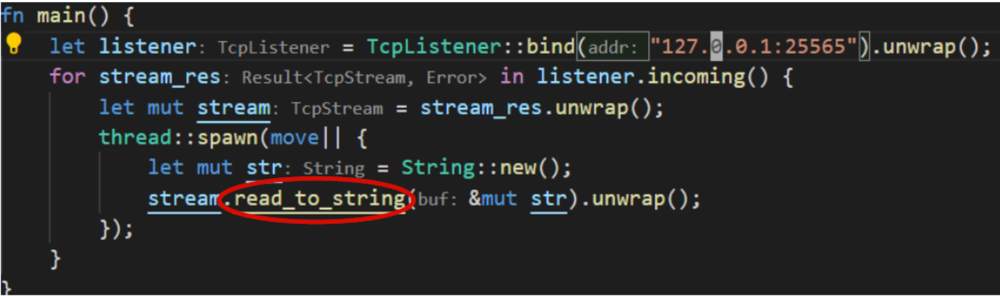 fn main() {
let listener: TcpListener = TcpListener::bind(addr: "127.0.0.1:25565").unwrap();
for stream_res: Result<TcpStream, Error> in listener.incoming() {
let mut stream: TcpStream = stream_res.unwrap();
thread::spawn(move|| {
let mut str: String = String::new();
stream.read_to_string(buf: &mut str).unwrap();
});
}
}